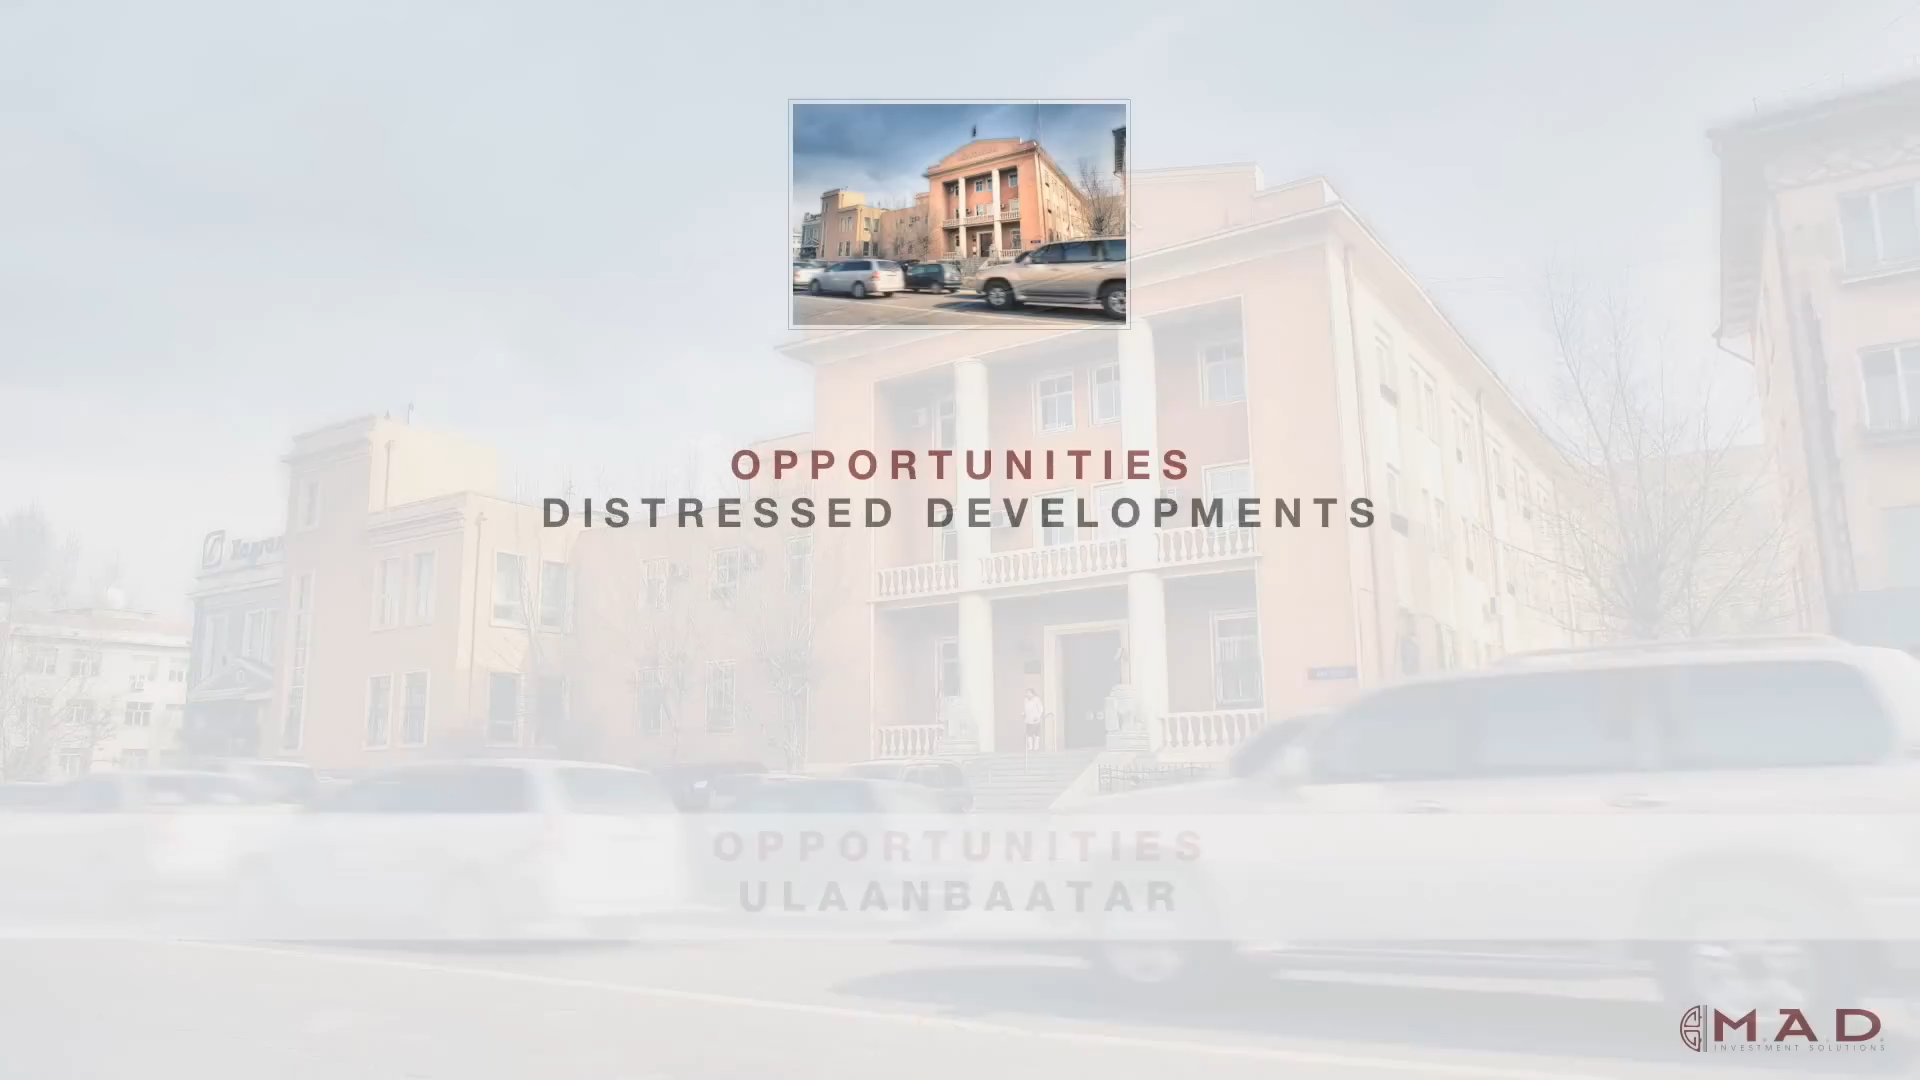 OPPORTUNITIES
DISTRESSED DEVELOPMENTS
OPPORTUNITIES
ULAANBAATAR
M.A.D
INVESTMENT SOLUTIONS